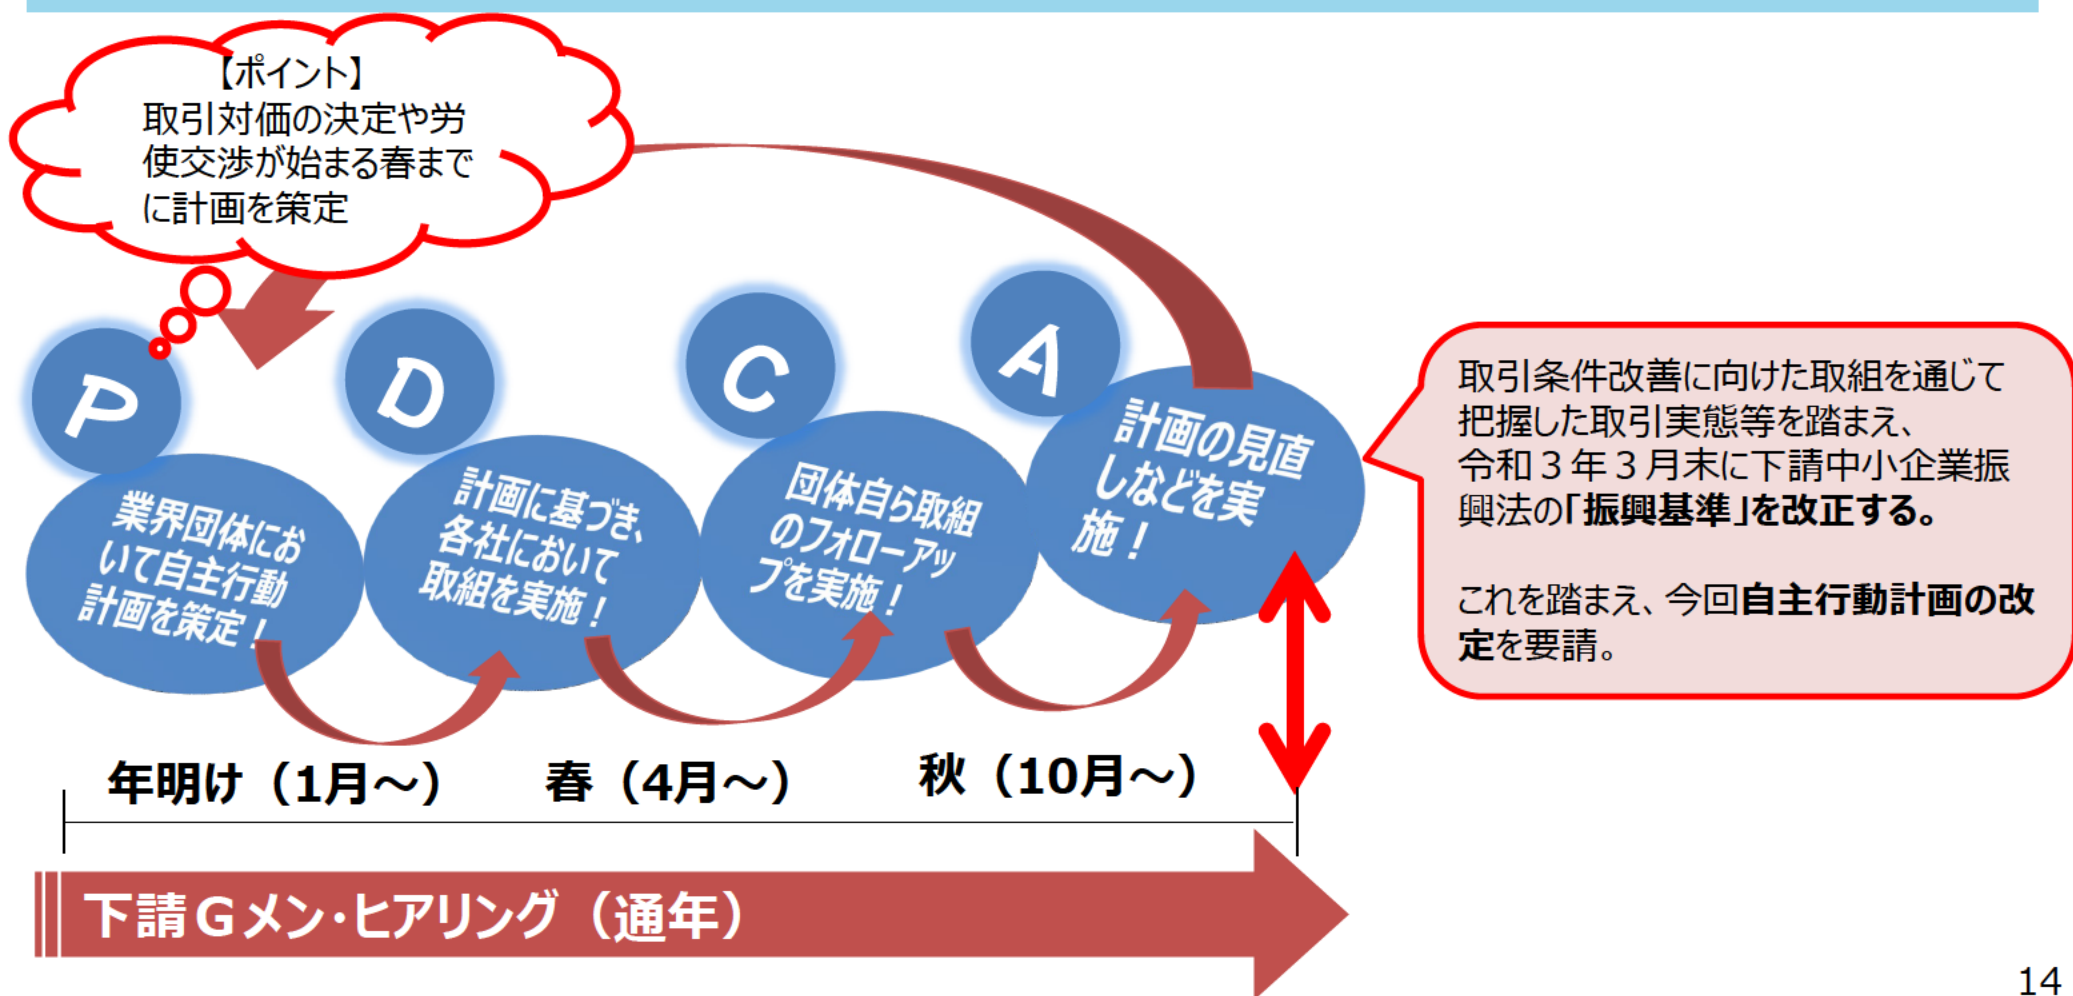 【ポイント】
取引対価の決定や労
使交渉が始まる春まで
に計画を策定
P
業界団体にお
いて自主行動
計画を策定！
D
計画に基づき、
各社において
取組を実施！
C
団体自ら取組
のフォローアッ
プを実施！
A
計画の見直
しなどを実
施！
取引条件改善に向けた取組を通じて
把握した取引実態等を踏まえ、
令和３年３月末に下請中小企業振
興法の「振興基準」を改正する。
これを踏まえ、今回自主行動計画の改
定を要請。
年明け（1月～）
春（4月～）
秋（10月～）
下請Ｇメン・ヒアリング（通年）
14